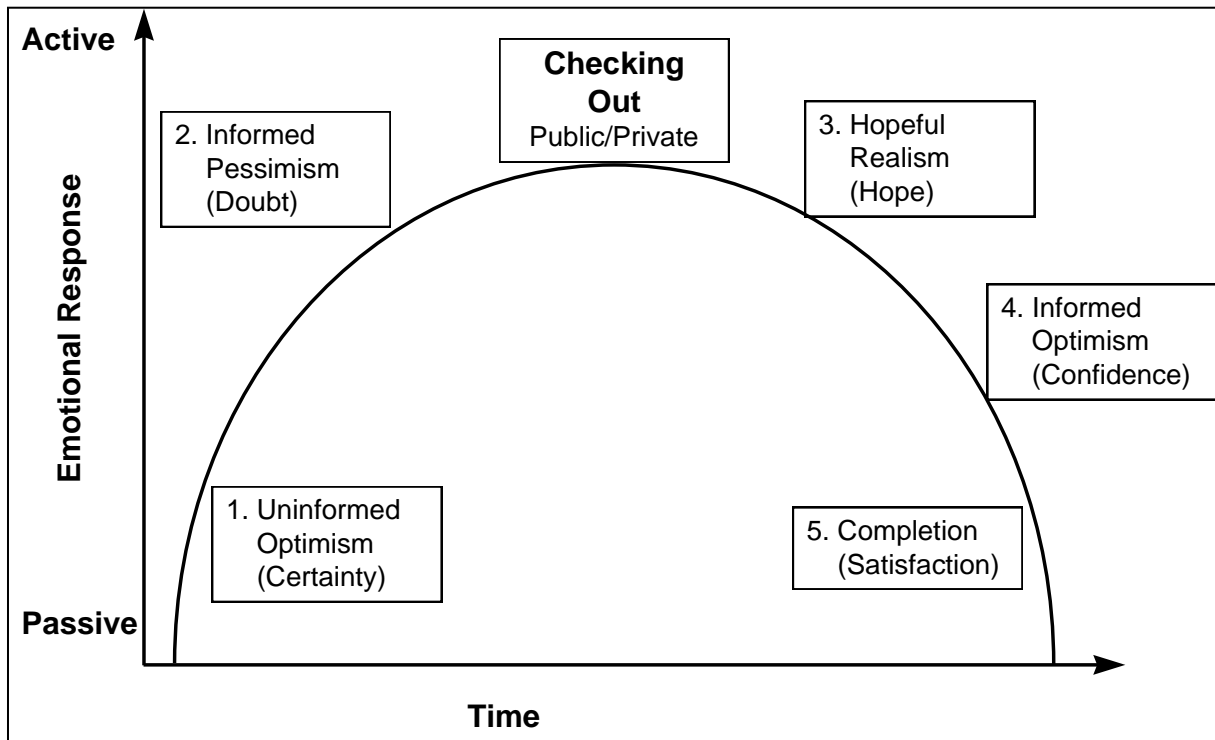 Active
Checking
Out
Public/Private
2. Informed
Pessimism
(Doubt)
3. Hopeful
Realism
(Hope)
Emotional Response
4. Informed
Optimism
(Confidence)
1. Uninformed
Optimism
(Certainty)
5. Completion
(Satisfaction)
Passive
Time